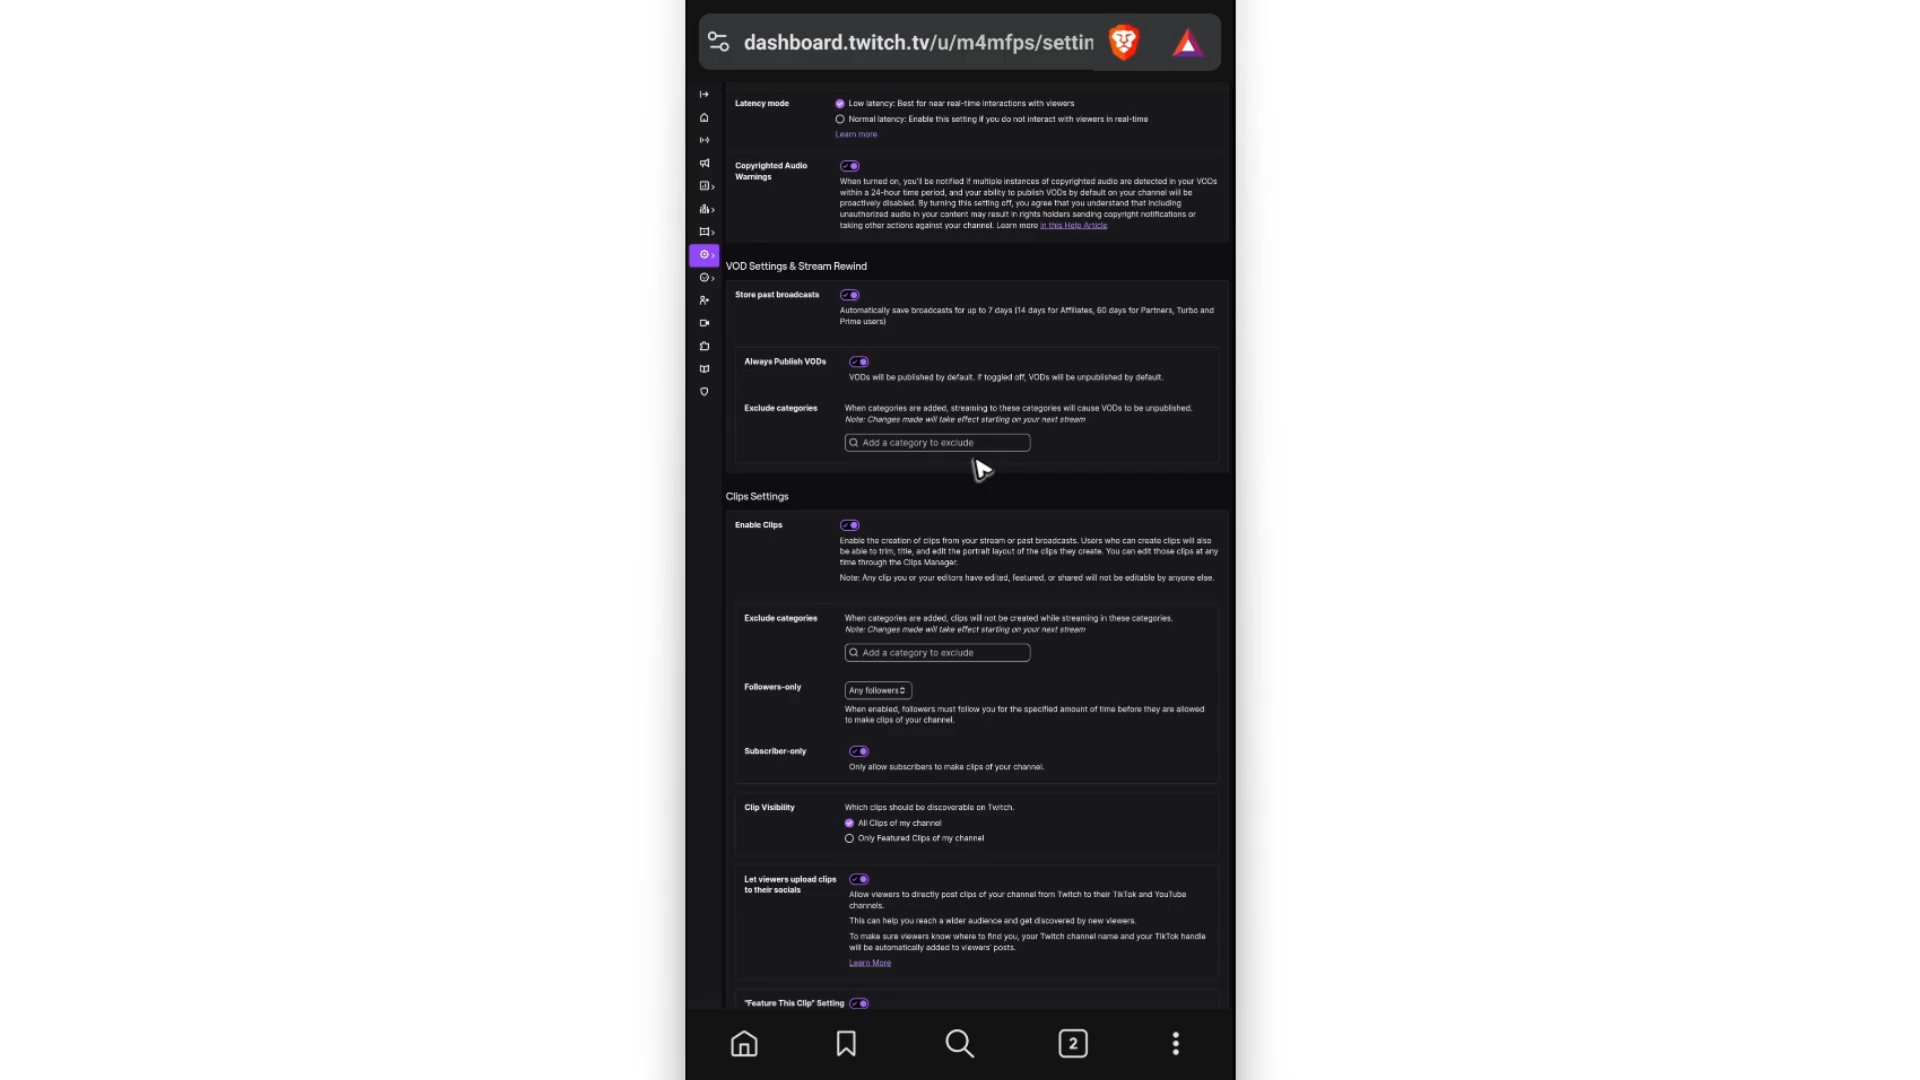 dashboard.twitch.tv/u/m4mfps/settin
Latency mode
Low latency: Best for near real-time interactions with viewers
Normal latency: Enable this setting if you do not interact with viewers in real-time
Learn more
Copyrighted Audio
Warnings
When turned on, you'll be notified if multiple instances of copyrighted audio are detected in your VODs
within a 24-hour time period, and your ability to publish VODs by default on your channel will be
proactively disabled. By turning this setting off, you agree that you understand that including
unauthorized audio in your content may result in rights holders sending copyright notifications or
taking other actions against your channel. Learn more in this Help Article
VOD Settings & Stream Rewind
Store past broadcasts
Automatically save broadcasts for up to 7 days (14 days for Affiliates, 60 days for Partners, Turbo and
Prime users)
Always Publish VODs
VODs will be published by default. If toggled off, VODs will be unpublished by default.
Exclude categories
When categories are added, streaming to these categories will cause VODs to be unpublished.
Note: Changes made will take effect starting on your next stream
Add a category to exclude
Clips Settings
Enable Clips
Enable the creation of clips from your stream or past broadcasts. Users who can create clips will also
be able to trim, title, and edit the portrait layout of the clips they create. You can edit those clips at any
time through the Clips Manager.
Note: Any clip you or your editors have edited, featured, or shared will not be editable by anyone else.
Exclude categories
When categories are added, clips will not be created while streaming in these categories.
Note: Changes made will take effect starting on your next stream
Add a category to exclude
Followers-only
Any followers
When enabled, followers must follow you for the specified amount of time before they are allowed
to make clips of your channel.
Subscriber-only
Only allow subscribers to make clips of your channel.
Clip Visibility
Which clips should be discoverable on Twitch.
All Clips of my channel
Only Featured Clips of my channel
Let viewers upload clips
to their socials
Allow viewers to directly post clips of your channel from Twitch to their TikTok and YouTube
channels.
This can help you reach a wider audience and get discovered by new viewers.
To make sure viewers know where to find you, your Twitch channel name and your TikTok handle
will be automatically added to viewers' posts.
Learn More
"Feature This Clip" Setting
2